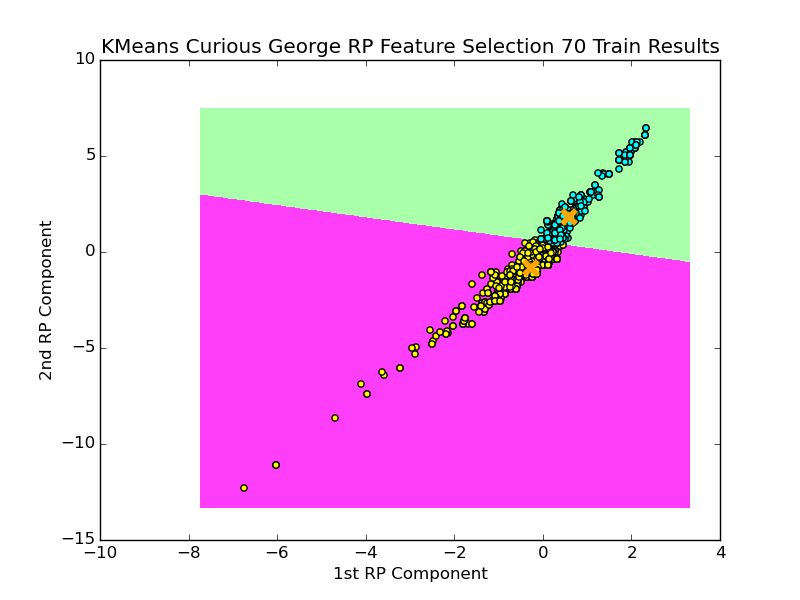 KMeans Curious George RP Feature Selection 70 Train Results
10
5
0
−5
−10
−15
2nd RP Component
−10 −8 −6 −4 −2 0 2 4
1st RP Component